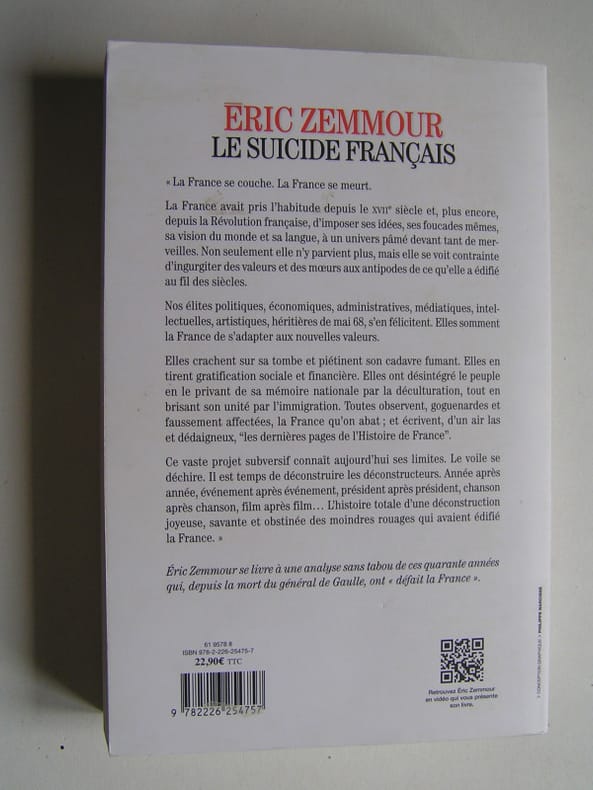 ÉRIC ZEMMOUR
LE SUICIDE FRANÇAIS
« La France se couche. La France se meurt.
La France avait pris l'habitude depuis le XVIIe siècle et, plus encore,
depuis la Révolution française, d'imposer ses idées, ses foucades mêmes,
sa vision du monde et sa langue, à un univers pâmé devant tant de mer-
veilles. Non seulement elle n'y parvient plus, mais elle se voit contrainte
d'ingurgiter des valeurs et des mœurs aux antipodes de ce qu'elle a édifié
au fil des siècles.
Nos élites politiques, économiques, administratives, médiatiques, intel-
lectuelles, artistiques, héritières de mai 68, s'en félicitent. Elles somment
la France de s'adapter aux nouvelles valeurs.
Elles crachent sur sa tombe et piétinent son cadavre fumant. Elles en
tirent gratification sociale et financière. Elles ont désintégré le peuple
en le privant de sa mémoire nationale par la déculturation, tout en
brisant son unité par l'immigration. Toutes observent, goguenardes et
faussement affectées, la France qu'on abat ; et écrivent, d'un air las
et dédaigneux, “les dernières pages de l'Histoire de France”.
Ce vaste projet subversif connaît aujourd'hui ses limites. Le voile se
déchire. Il est temps de déconstruire les déconstructeurs. Année après
année, événement après événement, président après président, chanson
après chanson, film après film… L'histoire totale d'une déconstruction
joyeuse, savante et obstinée des moindres rouages qui avaient édifié
la France. »
Éric Zemmour se livre à une analyse sans tabou de ces quarante années
qui, depuis la mort du général de Gaulle, ont « défait la France ».
61 9578 8
ISBN 978-2-226-25475-7
22,90€ TTC
9 782226 254757
Retrouvez Éric Zemmour
en vidéo qui vous présente
son livre.
> CONCEPTION GRAPHIQUE > PHILIPPE NARCISSE